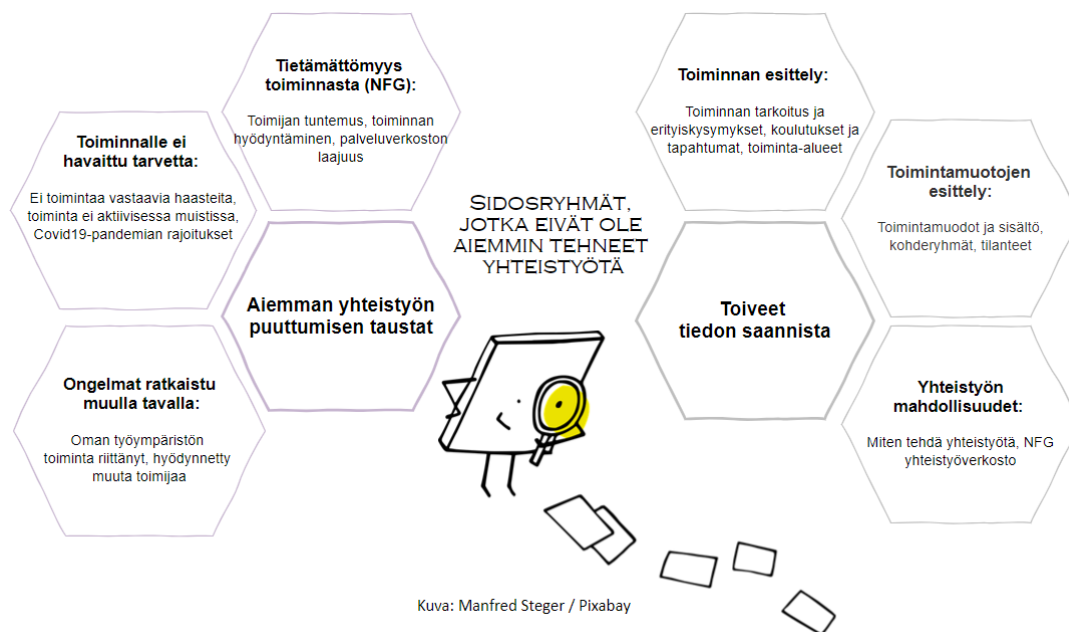 Sidosryhmät,
jotka eivät ole
aiemmin tehneet
yhteistyötä
Aiemman yhteistyön
puuttumisen taustat
Tietämättömyys
toiminnasta (NFG):
Toimijan tuntemus, toiminnan
hyödyntäminen, palveluverkoston
laajuus
Toiminnalle ei
havaittu tarvetta:
Ei toimintaa vastaavia haasteita,
toiminta ei aktiivisessa muistissa,
Covid19-pandemian rajoitukset
Ongelmat ratkaistu
muulla tavalla:
Oman työympäristön
toiminta riittänyt, hyödynnetty
muuta toimijaa
Toiveet
tiedon saannista
Toiminnan esittely:
Toiminnan tarkoitus ja
erityiskysymykset, koulutukset ja
tapahtumat, toiminta-alueet
Toimintamuotojen
esittely:
Toimintamuodot ja sisältö,
kohderyhmät, tilanteet
Yhteistyön
mahdollisuudet:
Miten tehdä yhteistyötä, NFG
yhteistyöverkosto
Kuva: Manfred Steger / Pixabay